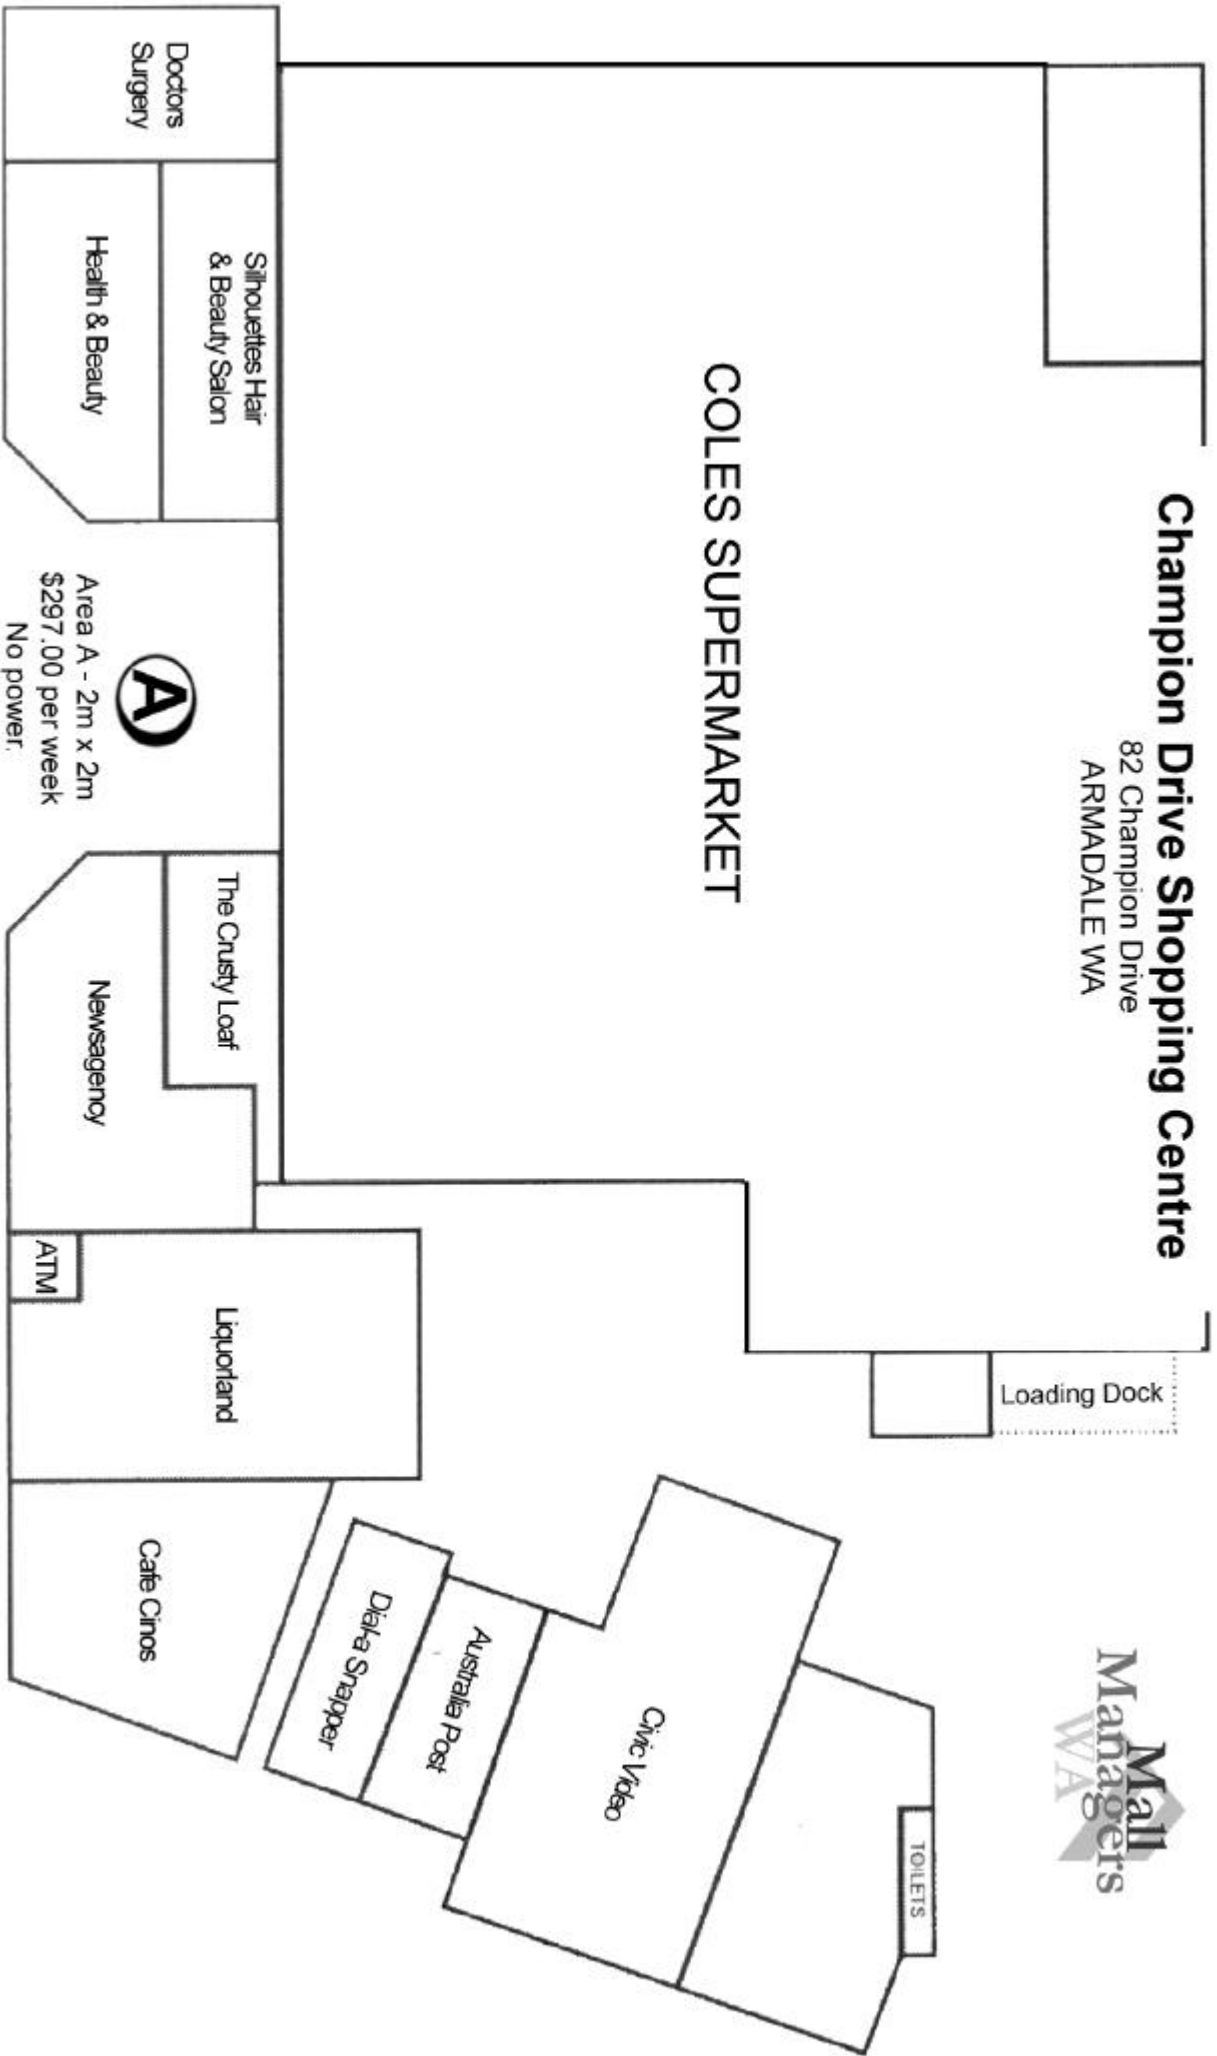 Champion Drive Shopping Centre
82 Champion Drive
ARMADALE WA
Mall
Managers
WA
COLES SUPERMARKET
Loading Dock
TOILETS
Civic Video
Australia Post
Dial-a Snapper
Doctors
Surgery
Silhouettes Hair
& Beauty Salon
Health & Beauty
A
Area A - 2m x 2m
$297.00 per week
No power.
The Crusty Loaf
Newsagency
ATM
Liquorland
Cafe Cinos